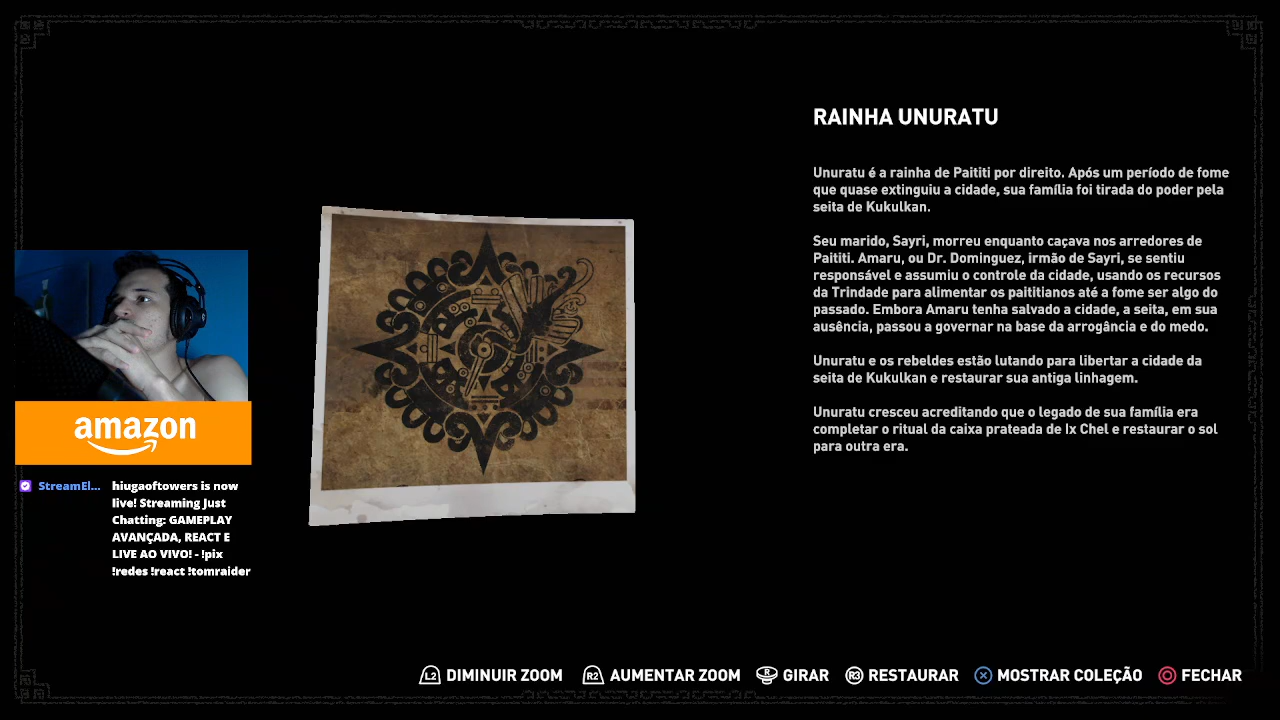 RAINHA UNURATU
Unuratu é a rainha de Paititi por direito. Após um período de fome
que quase extinguiu a cidade, sua família foi tirada do poder pela
seita de Kukulkan.
Seu marido, Sayri, morreu enquanto caçava nos arredores de
Paititi. Amaru, ou Dr. Dominguez, irmão de Sayri, se sentiu
responsável e assumiu o controle da cidade, usando os recursos
da Trindade para alimentar os paititianos até a fome ser algo do
passado. Embora Amaru tenha salvado a cidade, a seita, em sua
ausência, passou a governar na base da arrogância e do medo.
Unuratu e os rebeldes estão lutando para libertar a cidade da
seita de Kukulkan e restaurar sua antiga linhagem.
Unuratu cresceu acreditando que o legado de sua família era
completar o ritual da caixa prateada de Ix Chel e restaurar o sol
para outra era.
amazon
StreamEl... hiugaoftowers is now
live! Streaming Just
Chatting: GAMEPLAY
AVANÇADA, REACT E
LIVE AO VIVO! - !pix
!redes !react !tomraider
L2 DIMINUIR ZOOM R2 AUMENTAR ZOOM R GIRAR R3 RESTAURAR MOSTRAR COLEÇÃO FECHAR